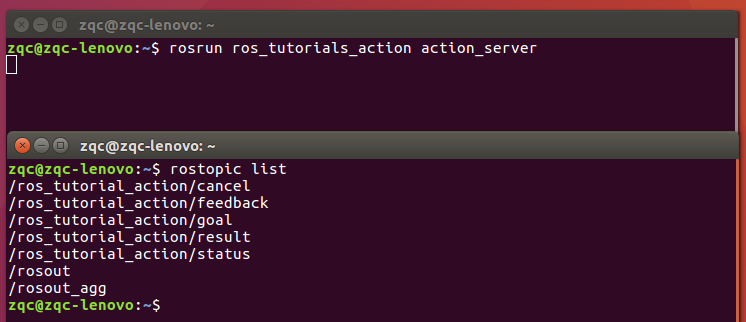 zqc@zqc-lenovo: ~
zqc@zqc-lenovo:~$ rosrun ros_tutorials_action action_server
zqc@zqc-lenovo: ~
zqc@zqc-lenovo:~$ rostopic list
/ros_tutorial_action/cancel
/ros_tutorial_action/feedback
/ros_tutorial_action/goal
/ros_tutorial_action/result
/ros_tutorial_action/status
/rosout
/rosout_agg
zqc@zqc-lenovo:~$